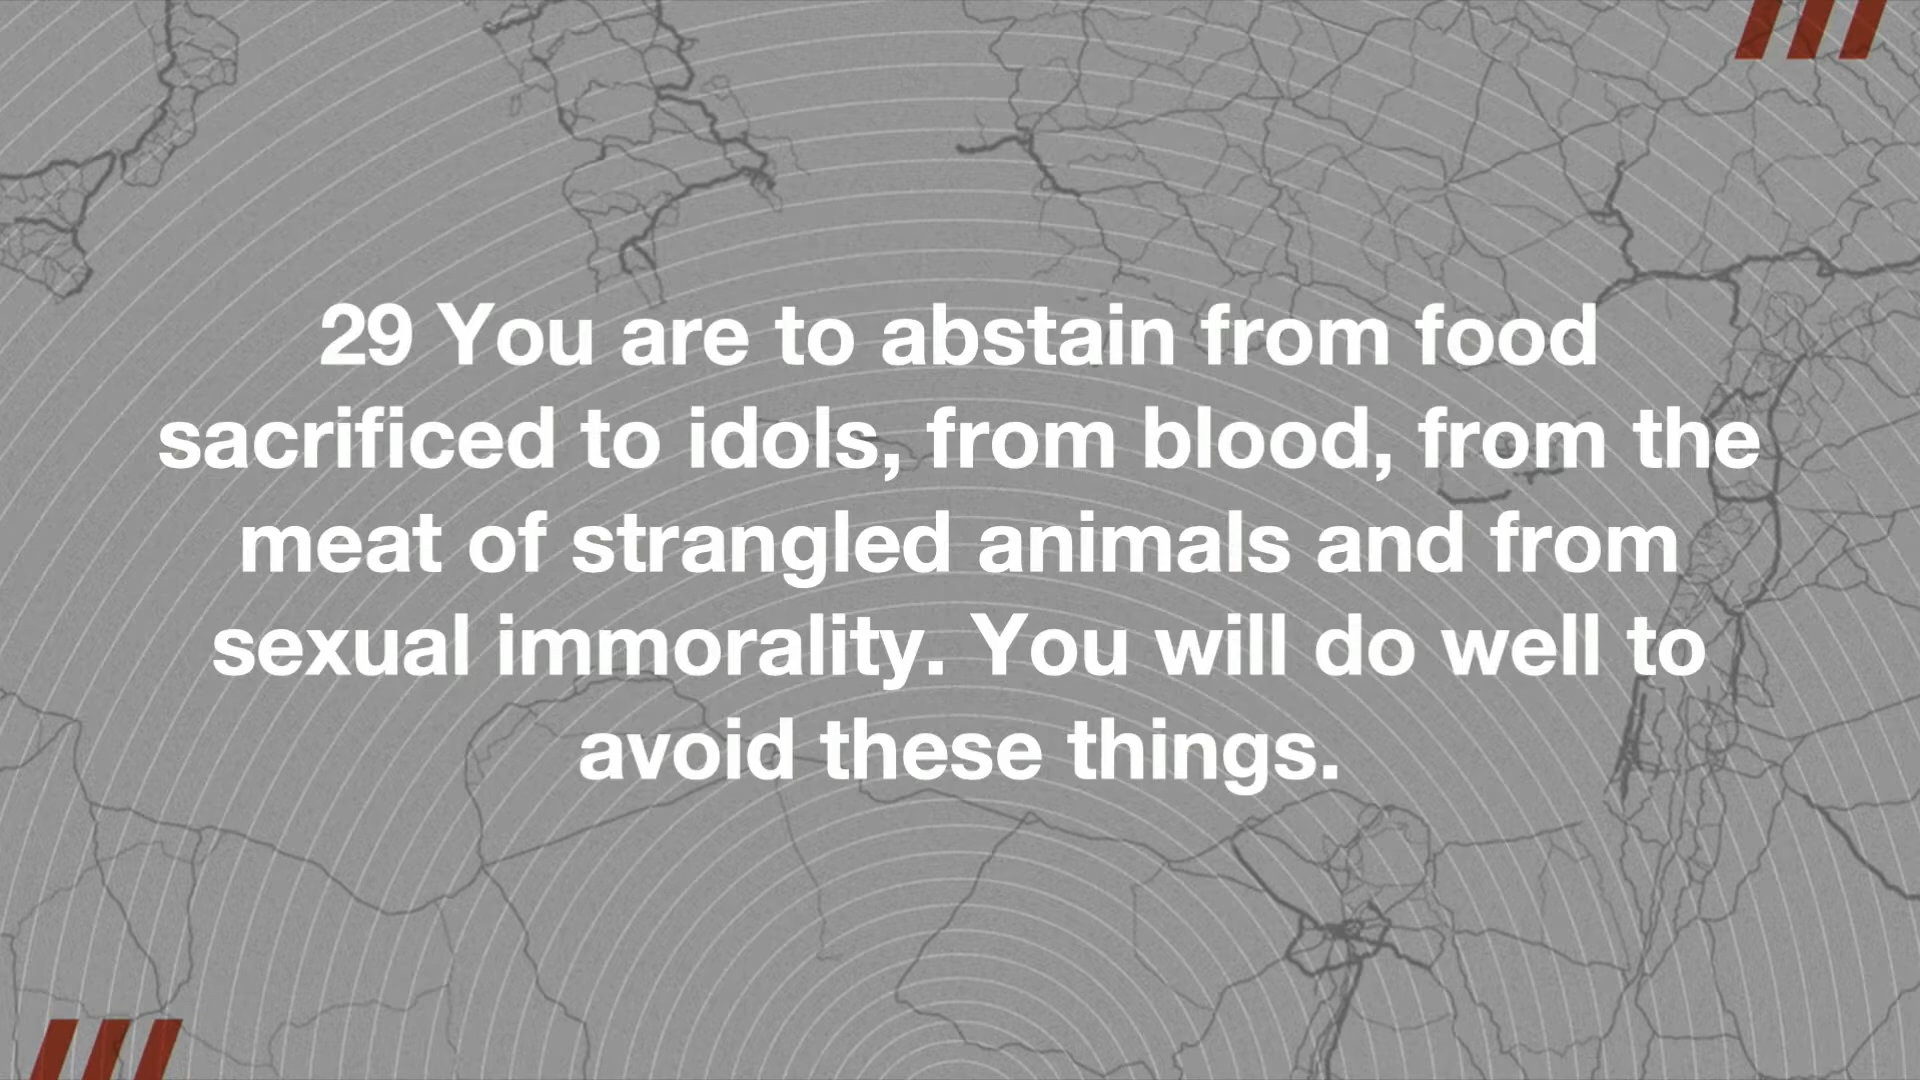 29 You are to abstain from food
sacrificed to idols, from blood, from the
meat of strangled animals and from
sexual immorality. You will do well to
avoid these things.